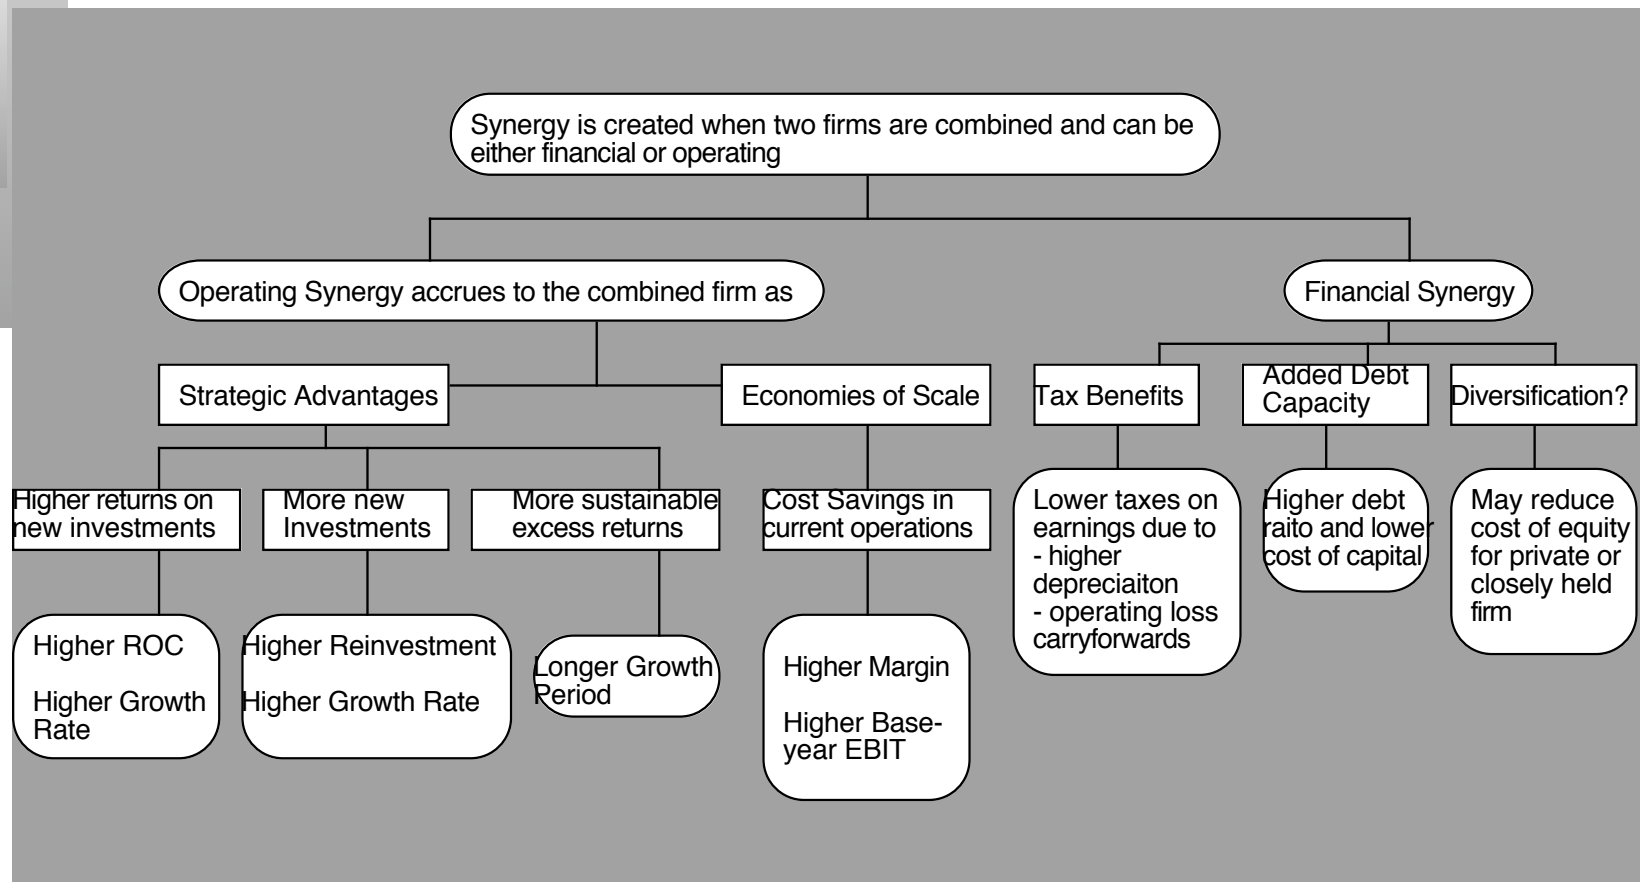 Synergy is created when two firms are combined and can be
either financial or operating
Operating Synergy accrues to the combined firm as
Financial Synergy
Strategic Advantages
Economies of Scale
Tax Benefits
Added Debt
Capacity
Diversification?
Higher returns on
new investments
More new
Investments
More sustainable
excess returns
Cost Savings in
current operations
Lower taxes on
earnings due to
- higher
depreciaiton
- operating loss
carryforwards
Higher debt
raito and lower
cost of capital
May reduce
cost of equity
for private or
closely held
firm
Higher ROC
Higher Growth
Rate
Higher Reinvestment
Higher Growth Rate
Longer Growth
Period
Higher Margin
Higher Base-
year EBIT